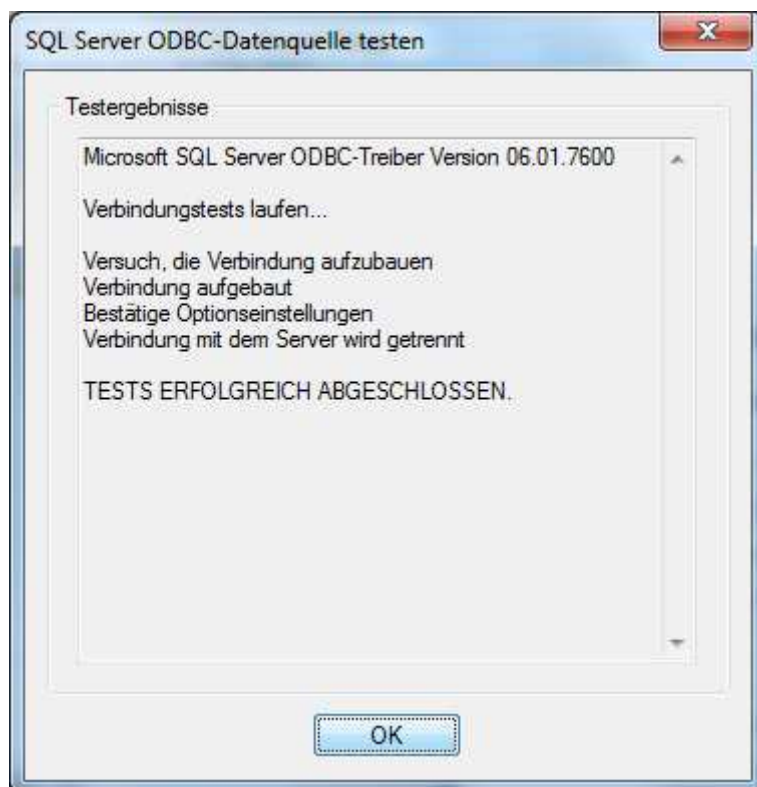 SQL Server ODBC-Datenquelle testen
Testergebnisse
Microsoft SQL Server ODBC-Treiber Version 06.01.7600
Verbindungstests laufen...
Versuch, die Verbindung aufzubauen
Verbindung aufgebaut
Bestätige Optionseinstellungen
Verbindung mit dem Server wird getrennt
TESTS ERFOLGREICH ABGESCHLOSSEN.
OK